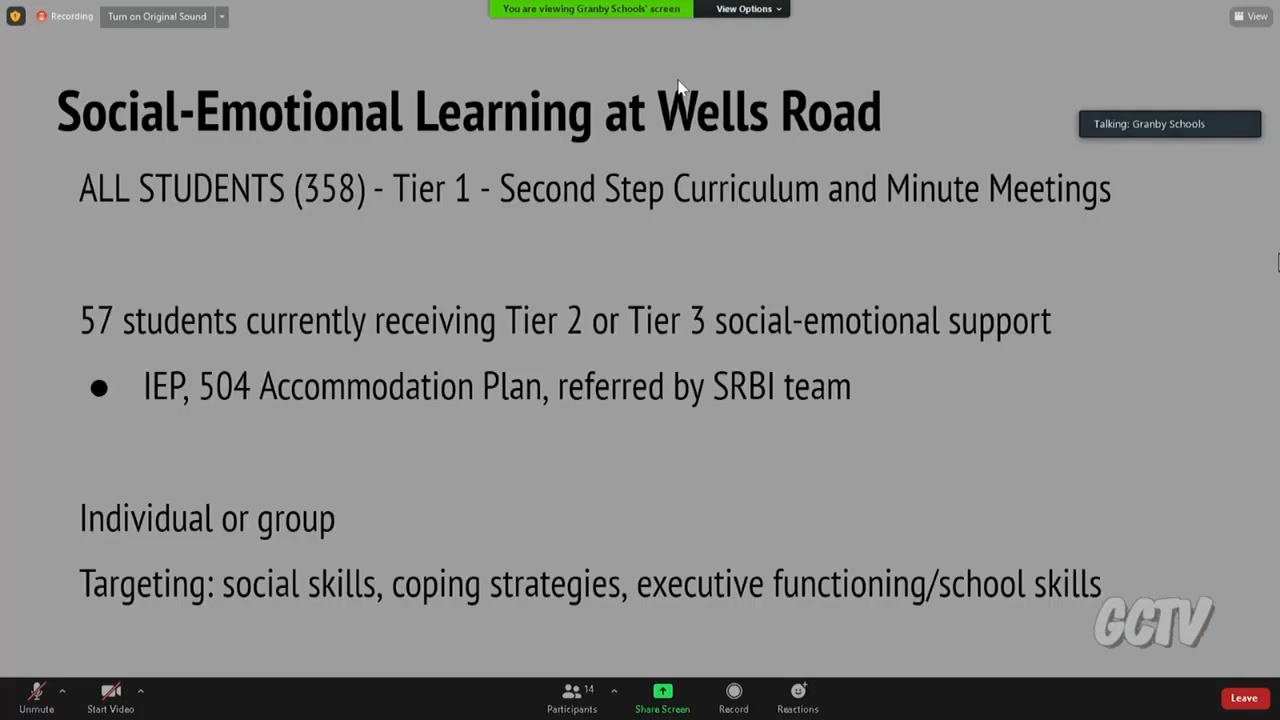 Recording
Turn on Original Sound
You are viewing Granby Schools' screen
View Options
View
Social-Emotional Learning at Wells Road
Talking: Granby Schools
ALL STUDENTS (358) - Tier 1 - Second Step Curriculum and Minute Meetings
57 students currently receiving Tier 2 or Tier 3 social-emotional support
● IEP, 504 Accommodation Plan, referred by SRBI team
Individual or group
Targeting: social skills, coping strategies, executive functioning/school skills
GCTV
Unmute
Start Video
14
Participants
Share Screen
Record
Reactions
Leave